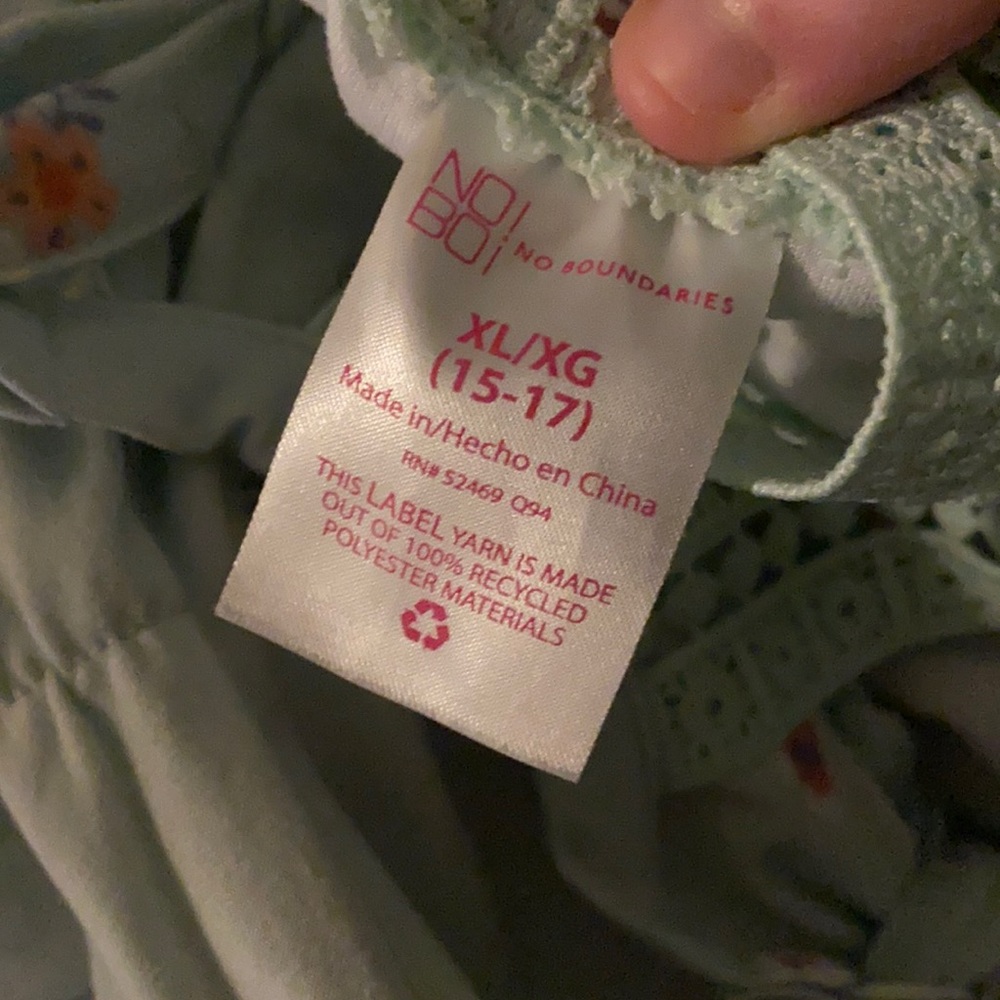 NO
BO
NO BOUNDARIES
XL/XG
(15-17)
Made in/Hecho en China
RN# 52469 Q94
THIS LABEL YARN IS MADE
OUT OF 100% RECYCLED
POLYESTER MATERIALS